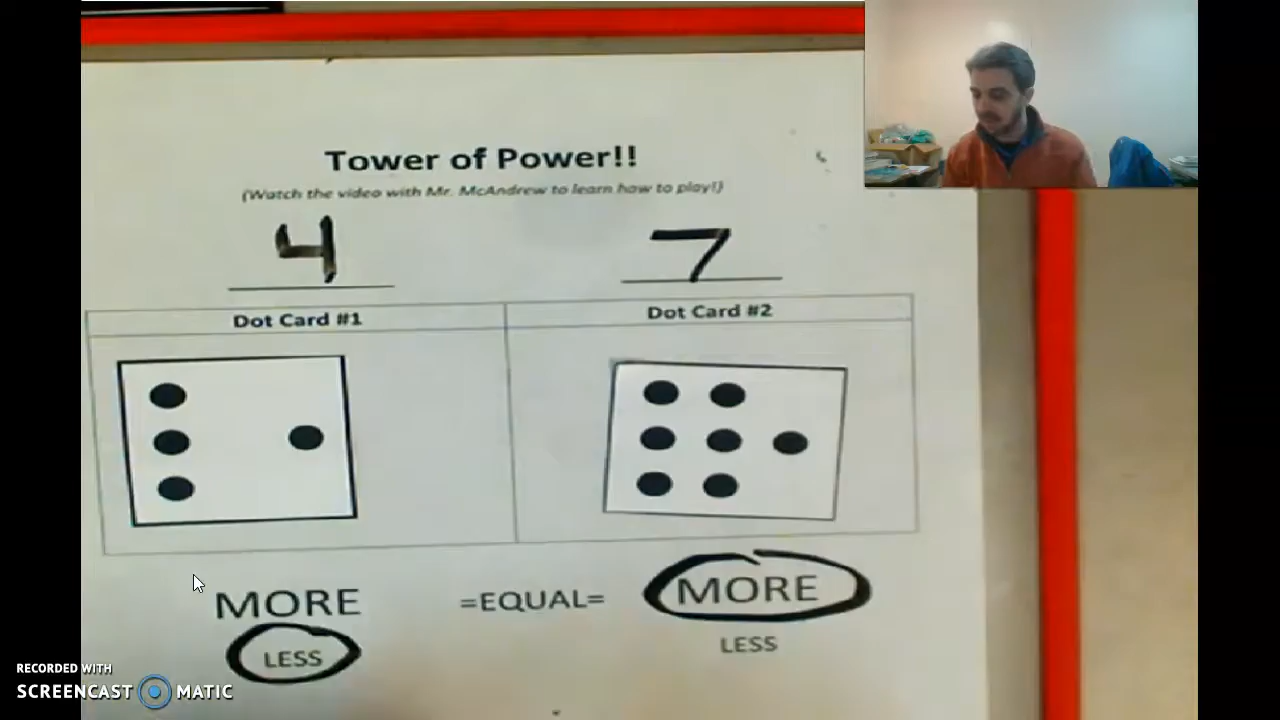 Tower of Power!!
(Watch the video with Mr. McAndrew to learn how to play!)
4 7
Dot Card #1 Dot Card #2
MORE =EQUAL= MORE
LESS LESS
RECORDED WITH
SCREENCAST MATIC